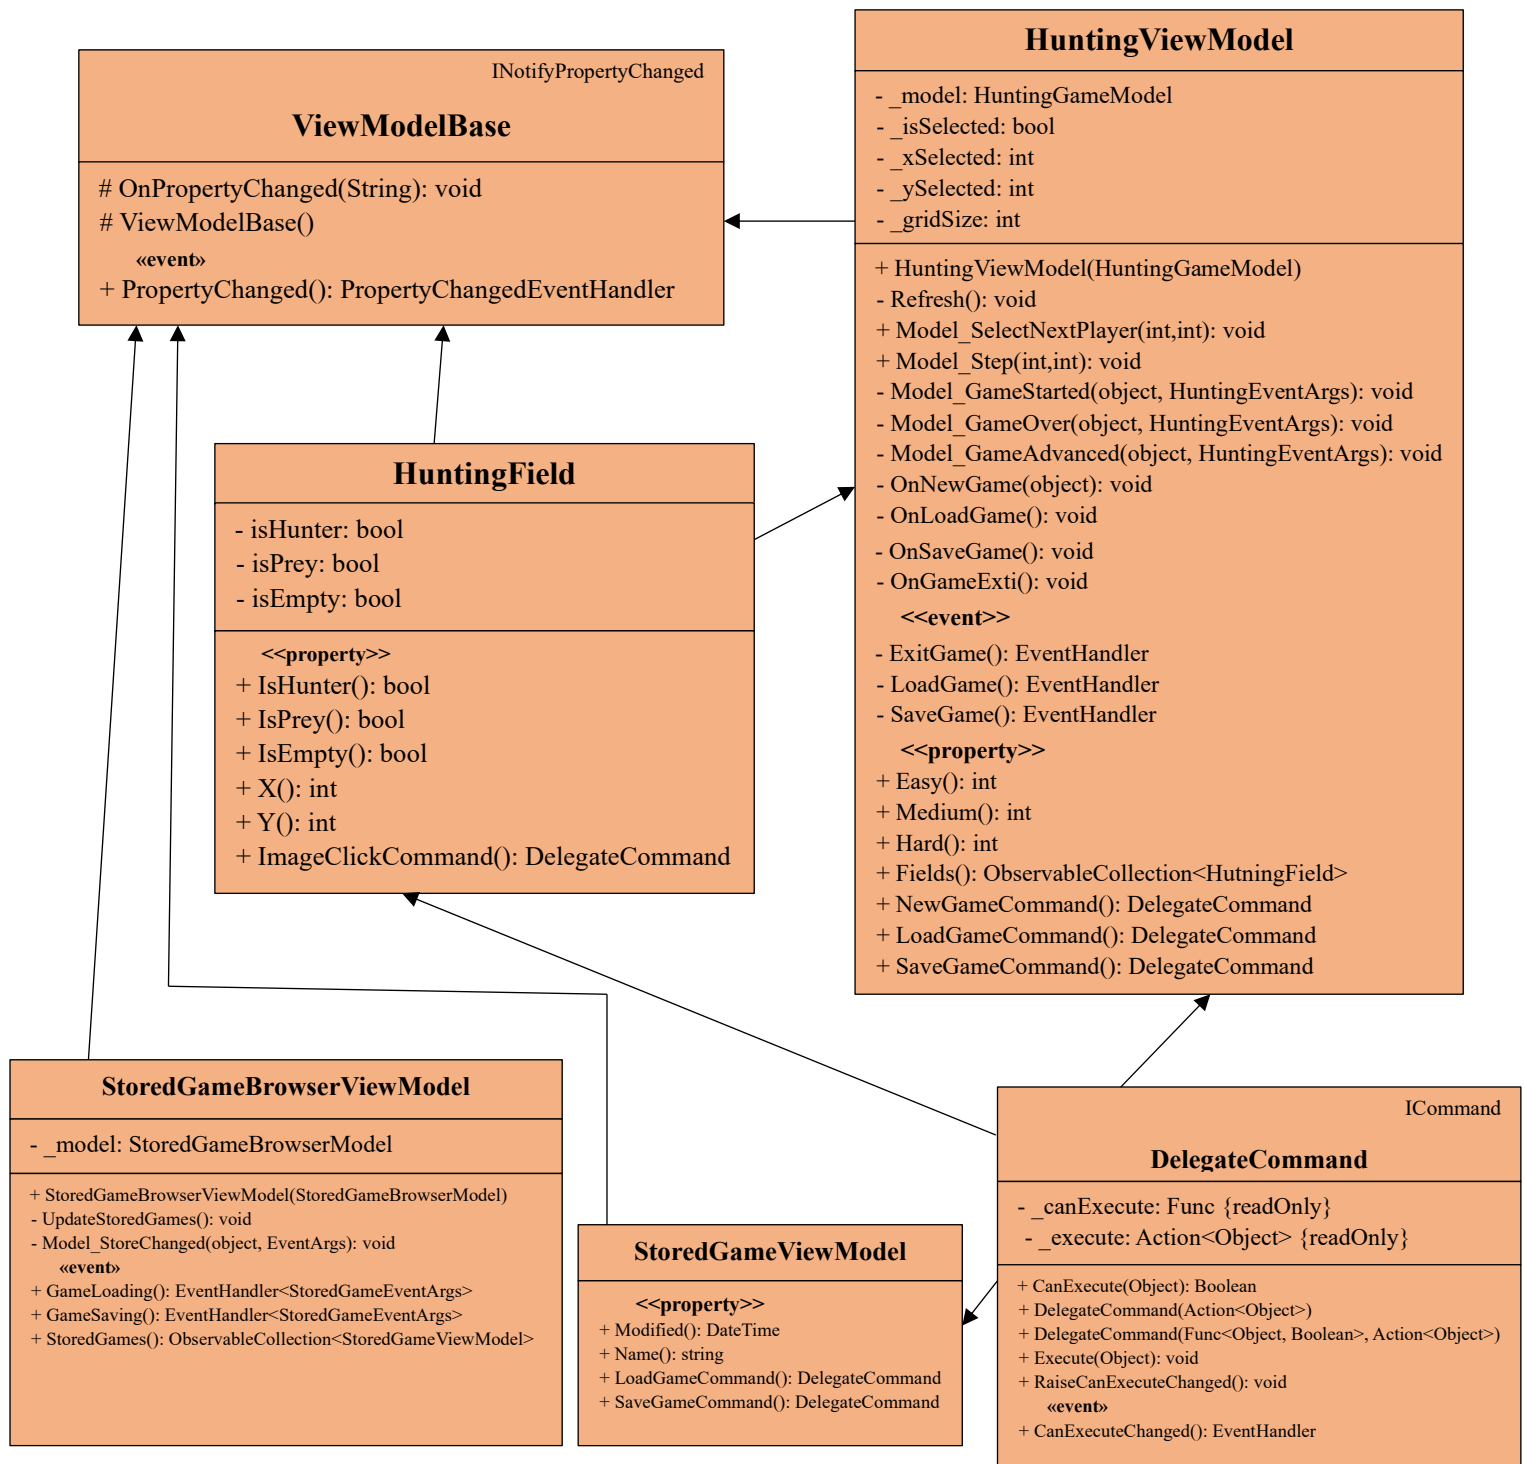 INotifyPropertyChanged
ViewModelBase
# OnPropertyChanged(String): void
# ViewModelBase()
«event»
+ PropertyChanged(): PropertyChangedEventHandler
HuntingViewModel
- _model: HuntingGameModel
- _isSelected: bool
- _xSelected: int
- _ySelected: int
- _gridSize: int
+ HuntingViewModel(HuntingGameModel)
- Refresh(): void
+ Model_SelectNextPlayer(int,int): void
+ Model_Step(int,int): void
- Model_GameStarted(object, HuntingEventArgs): void
- Model_GameOver(object, HuntingEventArgs): void
- Model_GameAdvanced(object, HuntingEventArgs): void
- OnNewGame(object): void
- OnLoadGame(): void
- OnSaveGame(): void
- OnGameExti(): void
<<event>>
- ExitGame(): EventHandler
- LoadGame(): EventHandler
- SaveGame(): EventHandler
<<property>>
+ Easy(): int
+ Medium(): int
+ Hard(): int
+ Fields(): ObservableCollection<HutningField>
+ NewGameCommand(): DelegateCommand
+ LoadGameCommand(): DelegateCommand
+ SaveGameCommand(): DelegateCommand
HuntingField
- isHunter: bool
- isPrey: bool
- isEmpty: bool
<<property>>
+ IsHunter(): bool
+ IsPrey(): bool
+ IsEmpty(): bool
+ X(): int
+ Y(): int
+ ImageClickCommand(): DelegateCommand
StoredGameBrowserViewModel
- _model: StoredGameBrowserModel
+ StoredGameBrowserViewModel(StoredGameBrowserModel)
- UpdateStoredGames(): void
- Model_StoreChanged(object, EventArgs): void
«event»
+ GameLoading(): EventHandler<StoredGameEventArgs>
+ GameSaving(): EventHandler<StoredGameEventArgs>
+ StoredGames(): ObservableCollection<StoredGameViewModel>
StoredGameViewModel
<<property>>
+ Modified(): DateTime
+ Name(): string
+ LoadGameCommand(): DelegateCommand
+ SaveGameCommand(): DelegateCommand
ICommand
DelegateCommand
- _canExecute: Func {readOnly}
- _execute: Action<Object> {readOnly}
+ CanExecute(Object): Boolean
+ DelegateCommand(Action<Object>)
+ DelegateCommand(Func<Object, Boolean>, Action<Object>)
+ Execute(Object): void
+ RaiseCanExecuteChanged(): void
«event»
+ CanExecuteChanged(): EventHandler